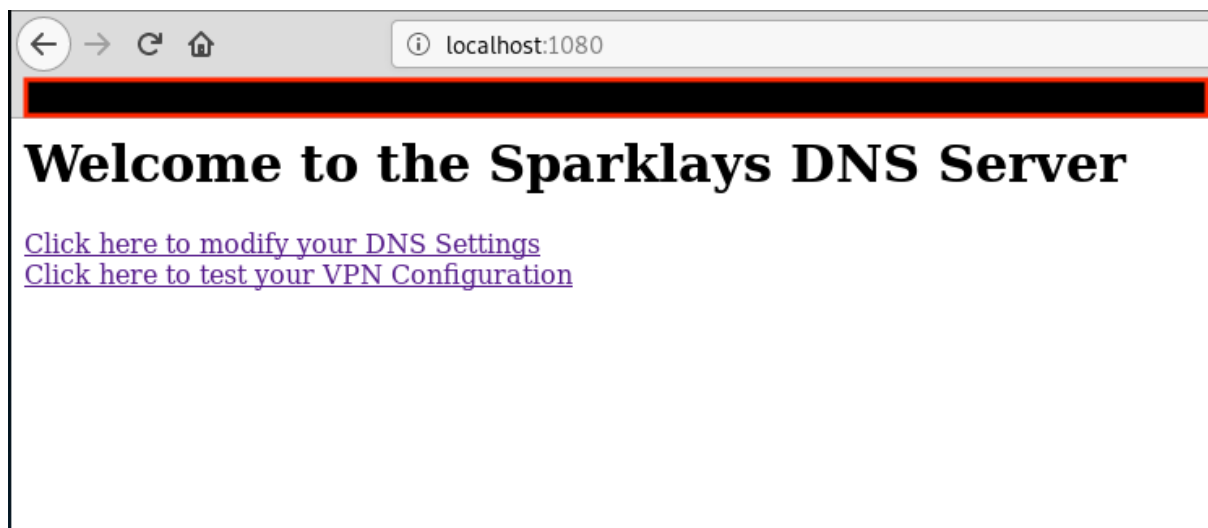 localhost:1080
Welcome to the Sparklays DNS Server
Click here to modify your DNS Settings
Click here to test your VPN Configuration